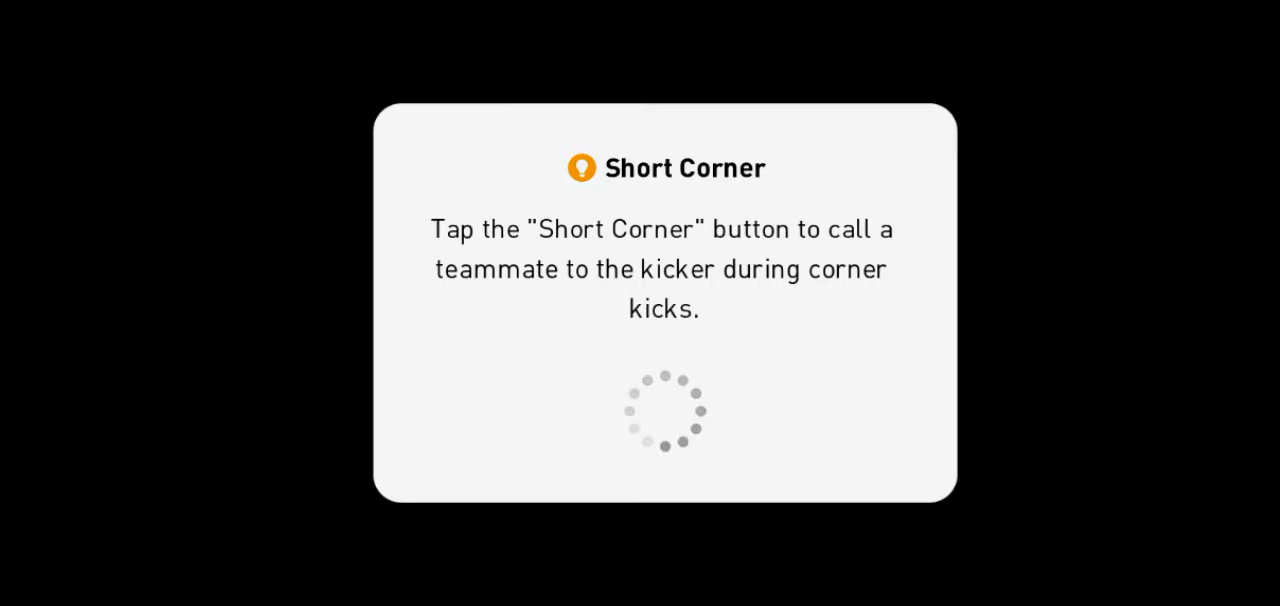 Short Corner
Tap the "Short Corner" button to call a
teammate to the kicker during corner
kicks.